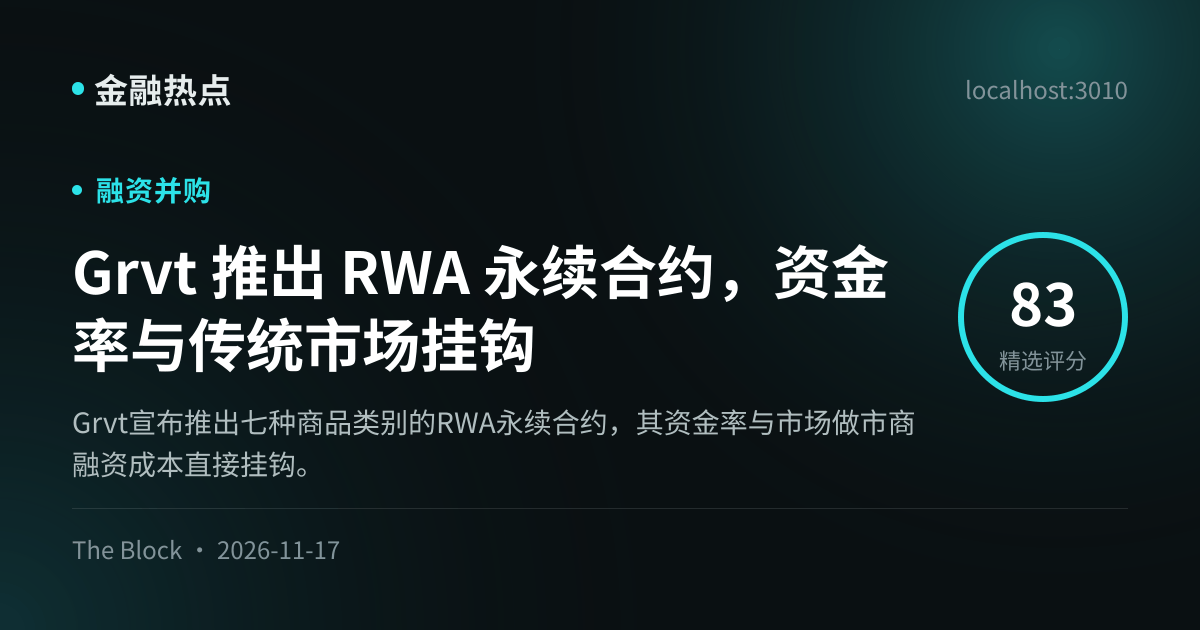 金融热点
localhost:3010
融资并购
Grvt 推出 RWA 永续合约，资金
率与传统市场挂钩
83
精选评分
Grvt宣布推出七种商品类别的RWA永续合约，其资金率与市场做市商
融资成本直接挂钩。
The Block · 2026-11-17